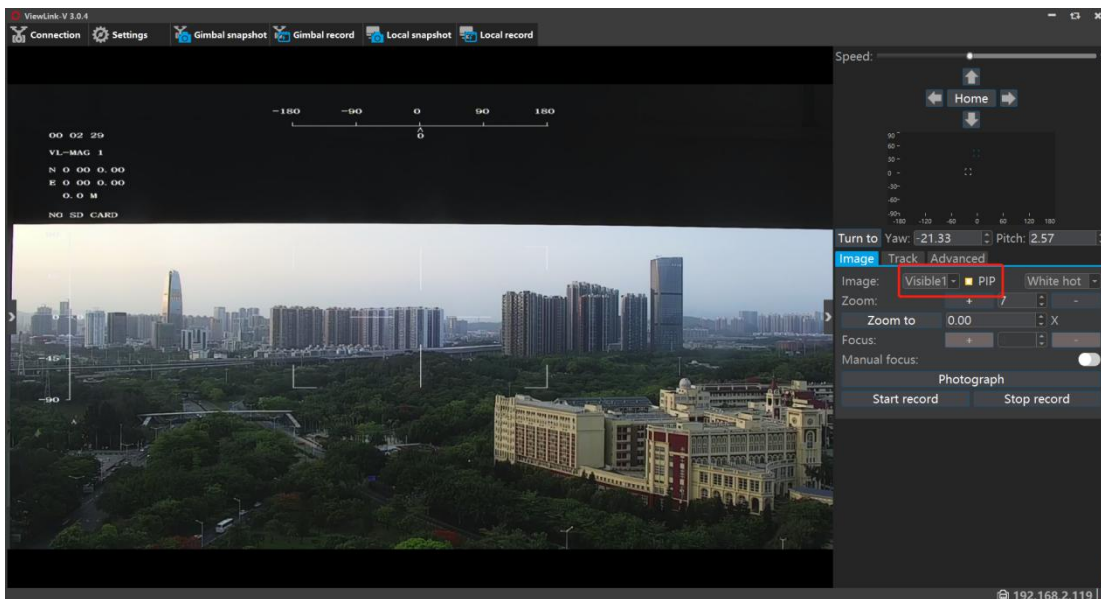 ViewLink-V 3.0.4
Connection Settings Gimbal snapshot Gimbal record Local snapshot Local record
Speed:
Home
-180 -90 0 90 180
0
00 02 29
VL-MAG 1
N 0 00 0.00
E 0 00 0.00
0.0 M
NO SD CARD
-45
-90
90
60
30
0
-30
-60
-90
-180 -120 -60 0 60 120 180
Turn to Yaw: -21.33 Pitch: 2.57
Image Track Advanced
Image: Visible1 PIP White hot
Zoom: + 7 -
Zoom to 0.00 X
Focus: + -
Manual focus:
Photograph
Start record Stop record
192.168.2.119